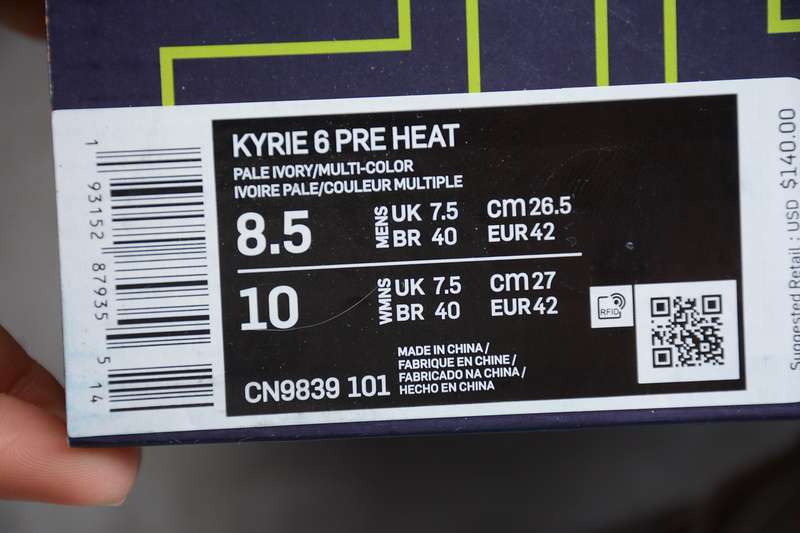 KYRIE 6 PRE HEAT
PALE IVORY/MULTI-COLOR
IVOIRE PALE/COULEUR MULTIPLE
8.5 MENS UK 7.5 cm 26.5
BR 40 EUR 42
10 WMNS UK 7.5 cm 27
BR 40 EUR 42
RFID
CN9839 101
MADE IN CHINA /
FABRIQUE EN CHINE /
FABRICADO NA CHINA /
HECHO EN CHINA
1 93152 87935 5 14
Suggested Retail : USD $140.00